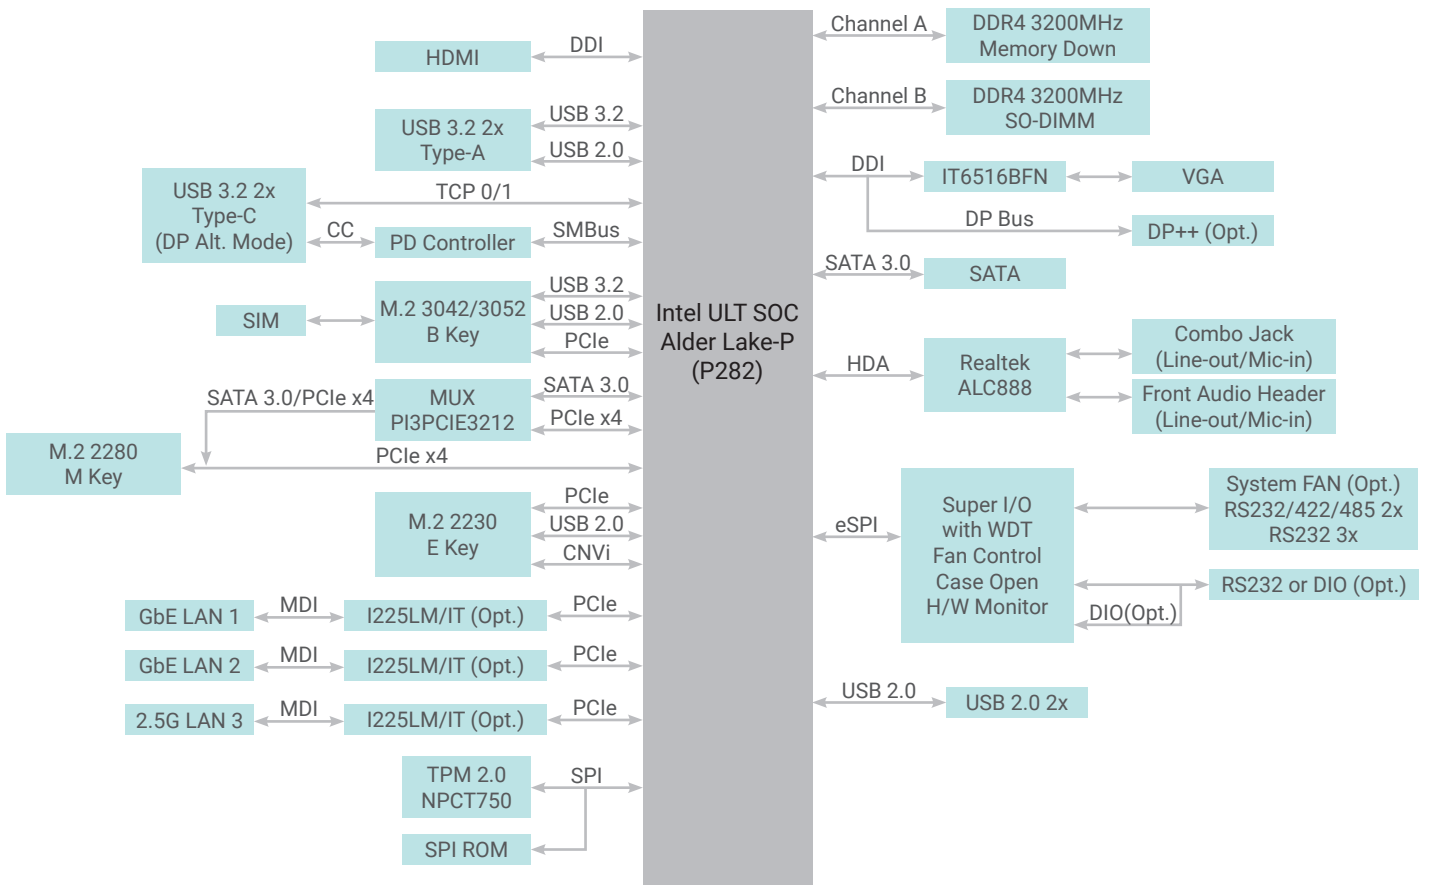 HDMI
DDI
USB 3.2 2x
Type-A
USB 3.2
USB 2.0
USB 3.2 2x
Type-C
(DP Alt. Mode)
TCP 0/1
CC
PD Controller
SMBus
SIM
M.2 3042/3052
B Key
USB 3.2
USB 2.0
PCIe
SATA 3.0/PCIe x4
MUX
PI3PCIE3212
SATA 3.0
PCIe x4
M.2 2280
M Key
PCIe x4
M.2 2230
E Key
PCIe
USB 2.0
CNVi
GbE LAN 1
MDI
I225LM/IT (Opt.)
PCIe
GbE LAN 2
MDI
I225LM/IT (Opt.)
PCIe
2.5G LAN 3
MDI
I225LM/IT (Opt.)
PCIe
TPM 2.0
NPCT750
SPI
SPI ROM
Intel ULT SOC
Alder Lake-P
(P282)
Channel A
DDR4 3200MHz
Memory Down
Channel B
DDR4 3200MHz
SO-DIMM
DDI
IT6516BFN
VGA
DP Bus
DP++ (Opt.)
SATA 3.0
SATA
HDA
Realtek
ALC888
Combo Jack
(Line-out/Mic-in)
Front Audio Header
(Line-out/Mic-in)
eSPI
Super I/O
with WDT
Fan Control
Case Open
H/W Monitor
System FAN (Opt.)
RS232/422/485 2x
RS232 3x
RS232 or DIO (Opt.)
DIO(Opt.)
USB 2.0
USB 2.0 2x